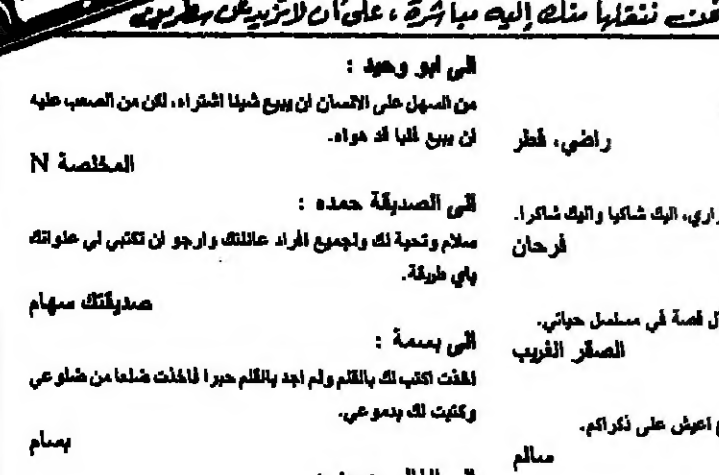 ننقلها منك إليه مباشرة، على أن لا تزيد عن سطرين
راضي، قطر
اليك شاكيا واليك شاكرا.
فرحان
قصة في مسلسل حياتي.
الصقر الغريب
اعيش على ذكراكم.
سالم
الى ابو وحيد :
من السهل على الانسان ان يبيع شيئا اشتراه، لكن من الصعب عليه
ان يبيع قلبا قد هواه.
المخلصة N
الى الصديقة حمده :
سلام وتحية لك ولجميع افراد عائلتك وارجو ان تكتبي لي عنوانك
باي طريقة.
صديقتك سهام
الى بسمة :
اخذت اكتب لك بالقلم ولم اجد بالقلم حبرا فاخذت ضلعا من ضلوعي
وكتبت لك بدموعي.
بسام